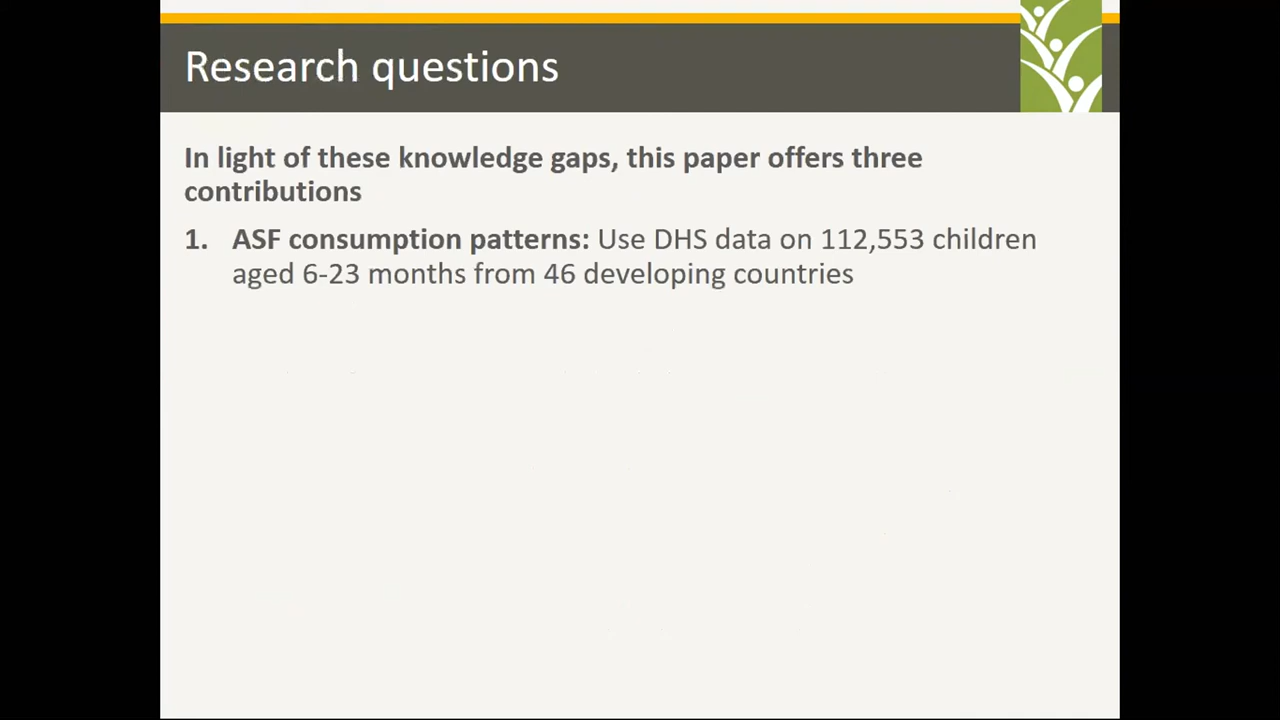 Research questions
In light of these knowledge gaps, this paper offers three
contributions
1. ASF consumption patterns: Use DHS data on 112,553 children
aged 6-23 months from 46 developing countries